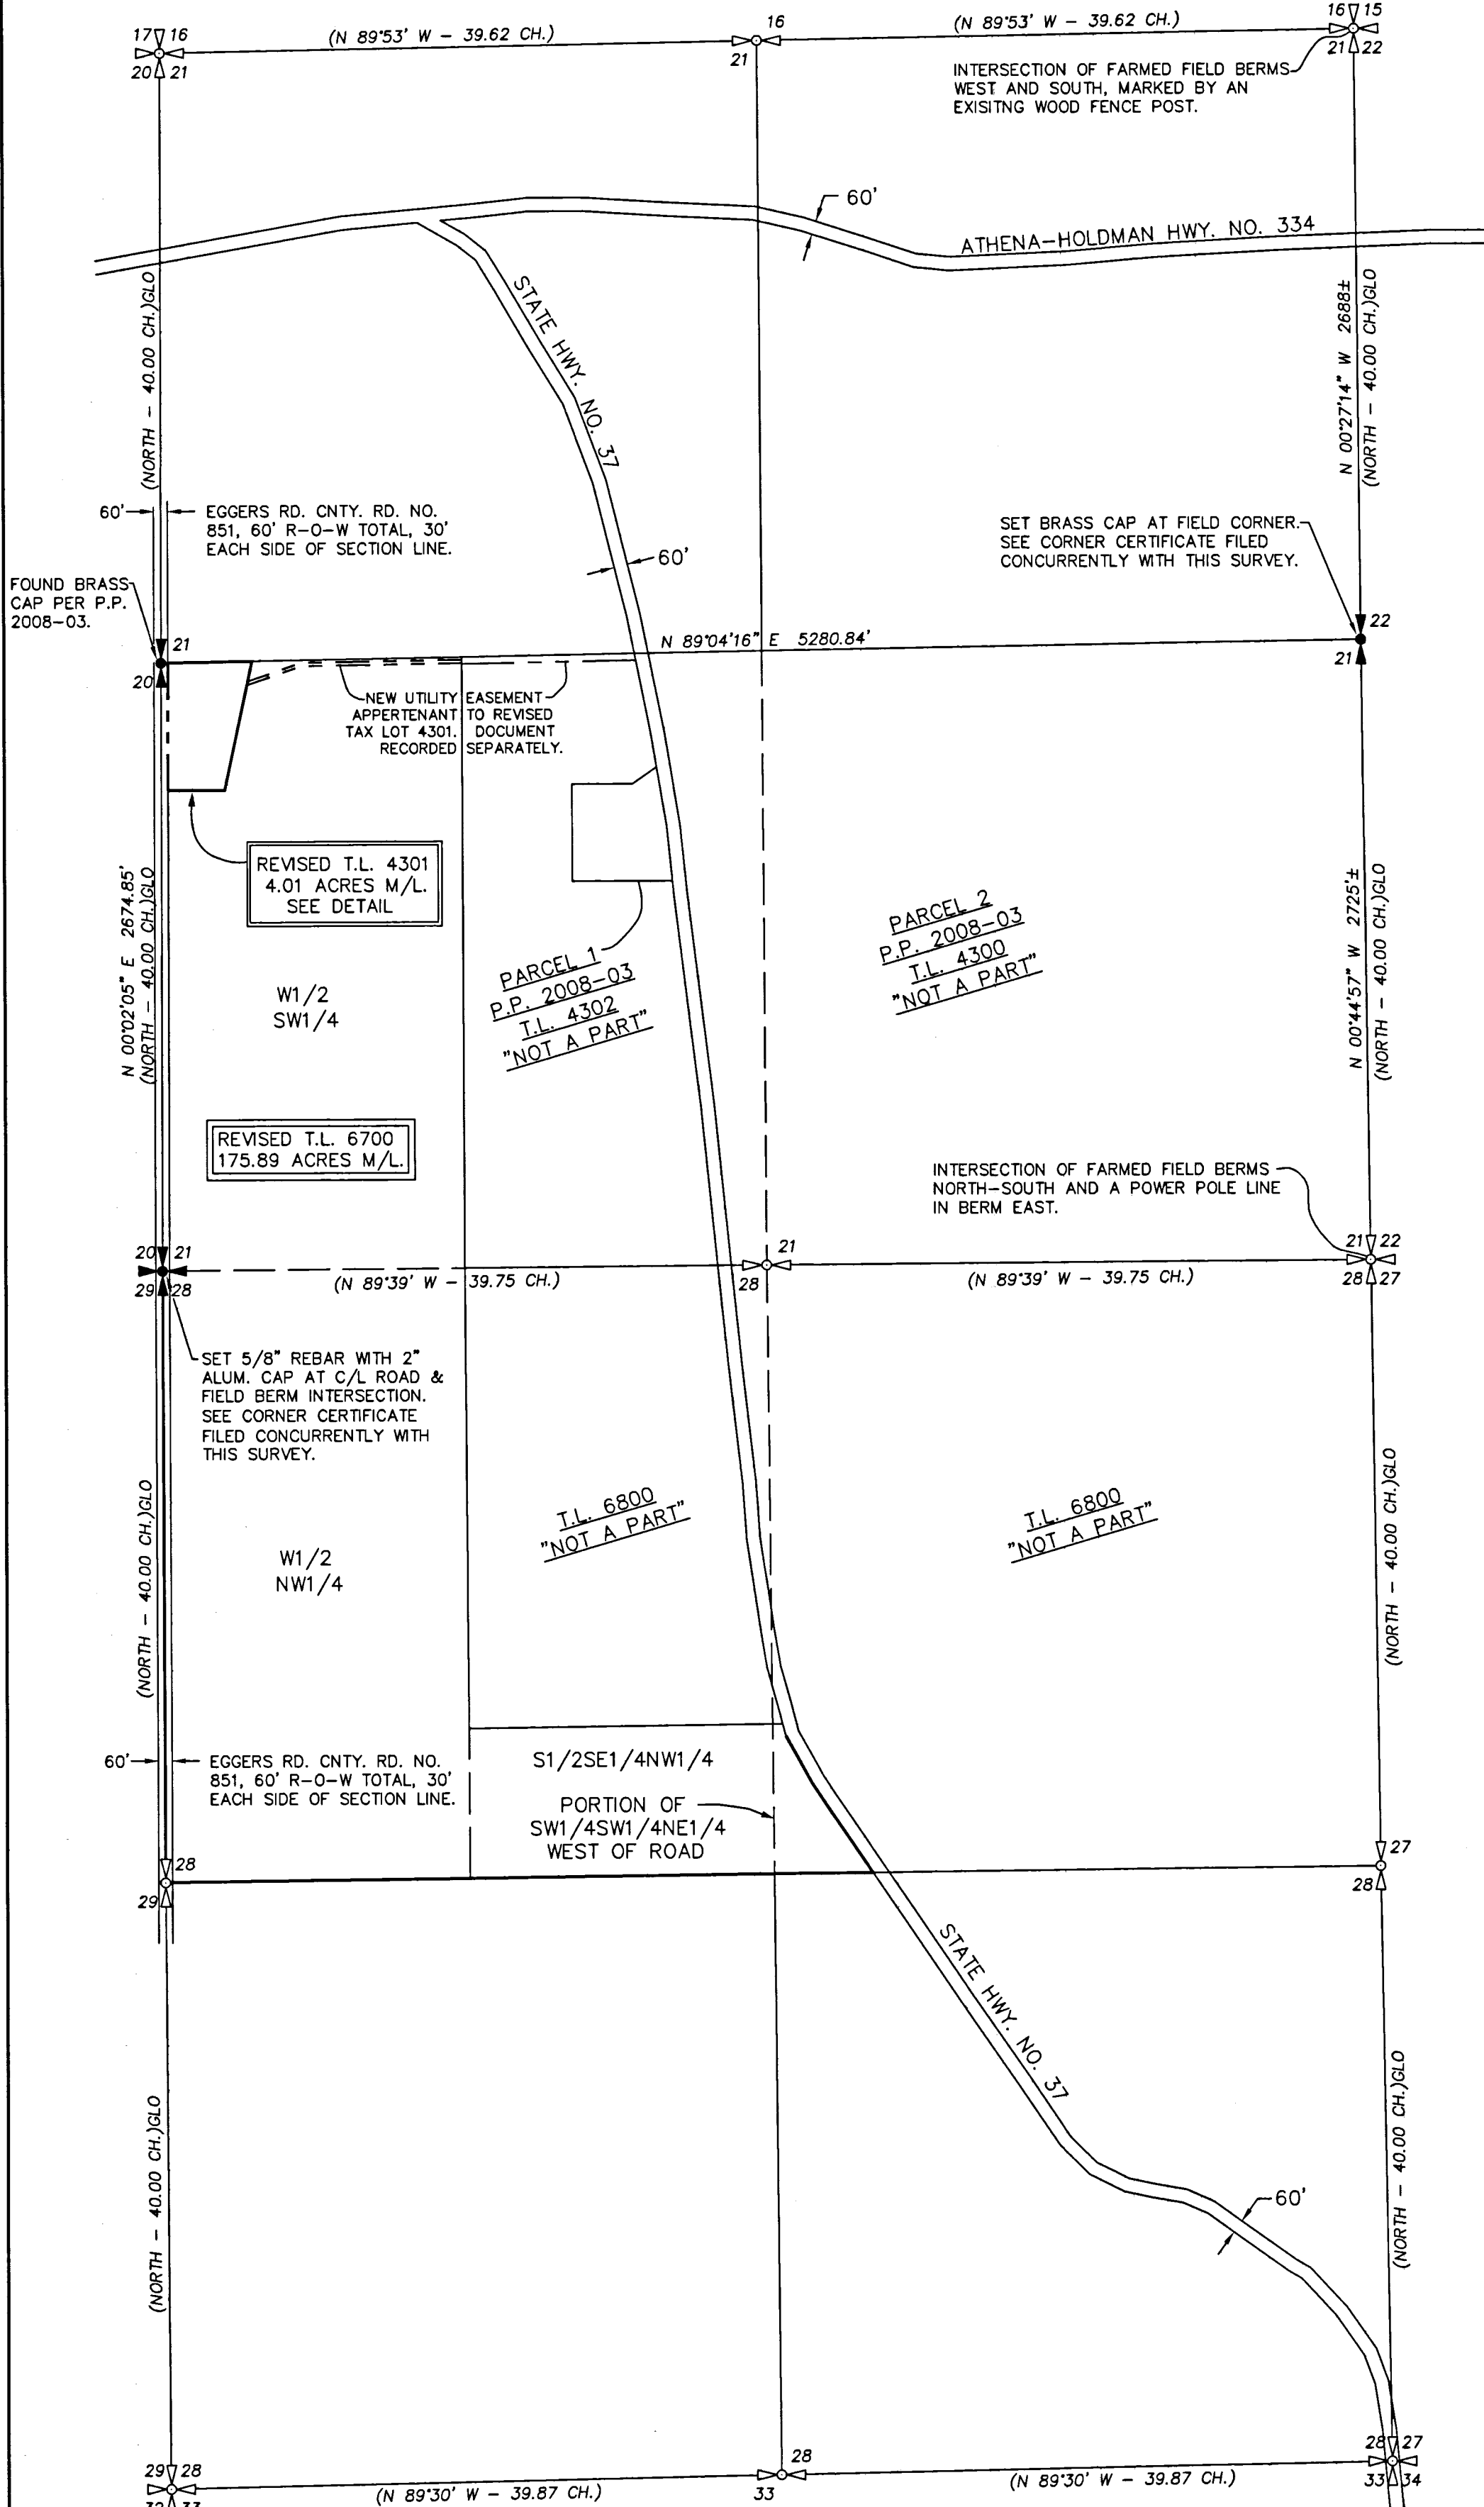 17 16
(N 89°53' W - 39.62 CH.)
16
(N 89°53' W - 39.62 CH.)
16 15
20 21
21
21 22
INTERSECTION OF FARMED FIELD BERMS
WEST AND SOUTH, MARKED BY AN
EXISITNG WOOD FENCE POST.
60'
ATHENA-HOLDMAN HWY. NO. 334
(NORTH - 40.00 CH.)GLO
STATE HWY. NO. 37
N 00°27'14" W 2688±
(NORTH - 40.00 CH.)GLO
60'
EGGERS RD. CNTY. RD. NO.
851, 60' R-O-W TOTAL, 30'
EACH SIDE OF SECTION LINE.
60'
SET BRASS CAP AT FIELD CORNER.
SEE CORNER CERTIFICATE FILED
CONCURRENTLY WITH THIS SURVEY.
FOUND BRASS
CAP PER P.P.
2008-03.
21
20
N 89°04'16" E 5280.84'
22
21
NEW UTILITY EASEMENT
APPERTENANT TO REVISED
TAX LOT 4301. DOCUMENT
RECORDED SEPARATELY.
REVISED T.L. 4301
4.01 ACRES M/L.
SEE DETAIL
N 00°02'05" E 2674.85'
(NORTH - 40.00 CH.)GLO
PARCEL 1
P.P. 2008-03
T.L. 4302
"NOT A PART"
PARCEL 2
P.P. 2008-03
T.L. 4300
"NOT A PART"
N 00°44'57" W 2725'±
(NORTH - 40.00 CH.)GLO
W1/2
SW1/4
REVISED T.L. 6700
175.89 ACRES M/L.
INTERSECTION OF FARMED FIELD BERMS
NORTH-SOUTH AND A POWER POLE LINE
IN BERM EAST.
20 21
29 28
(N 89°39' W - 39.75 CH.)
21
28
(N 89°39' W - 39.75 CH.)
21 22
28 27
SET 5/8" REBAR WITH 2"
ALUM. CAP AT C/L ROAD &
FIELD BERM INTERSECTION.
SEE CORNER CERTIFICATE
FILED CONCURRENTLY WITH
THIS SURVEY.
(NORTH - 40.00 CH.)GLO
T.L. 6800
"NOT A PART"
T.L. 6800
"NOT A PART"
(NORTH - 40.00 CH.)GLO
W1/2
NW1/4
60'
EGGERS RD. CNTY. RD. NO.
851, 60' R-O-W TOTAL, 30'
EACH SIDE OF SECTION LINE.
S1/2SE1/4NW1/4
PORTION OF
SW1/4SW1/4NE1/4
WEST OF ROAD
28
29
27
28
STATE HWY. NO. 37
(NORTH - 40.00 CH.)GLO
(NORTH - 40.00 CH.)GLO
60'
29 28
(N 89°30' W - 39.87 CH.)
28
33
(N 89°30' W - 39.87 CH.)
28 27
33 34
32 33